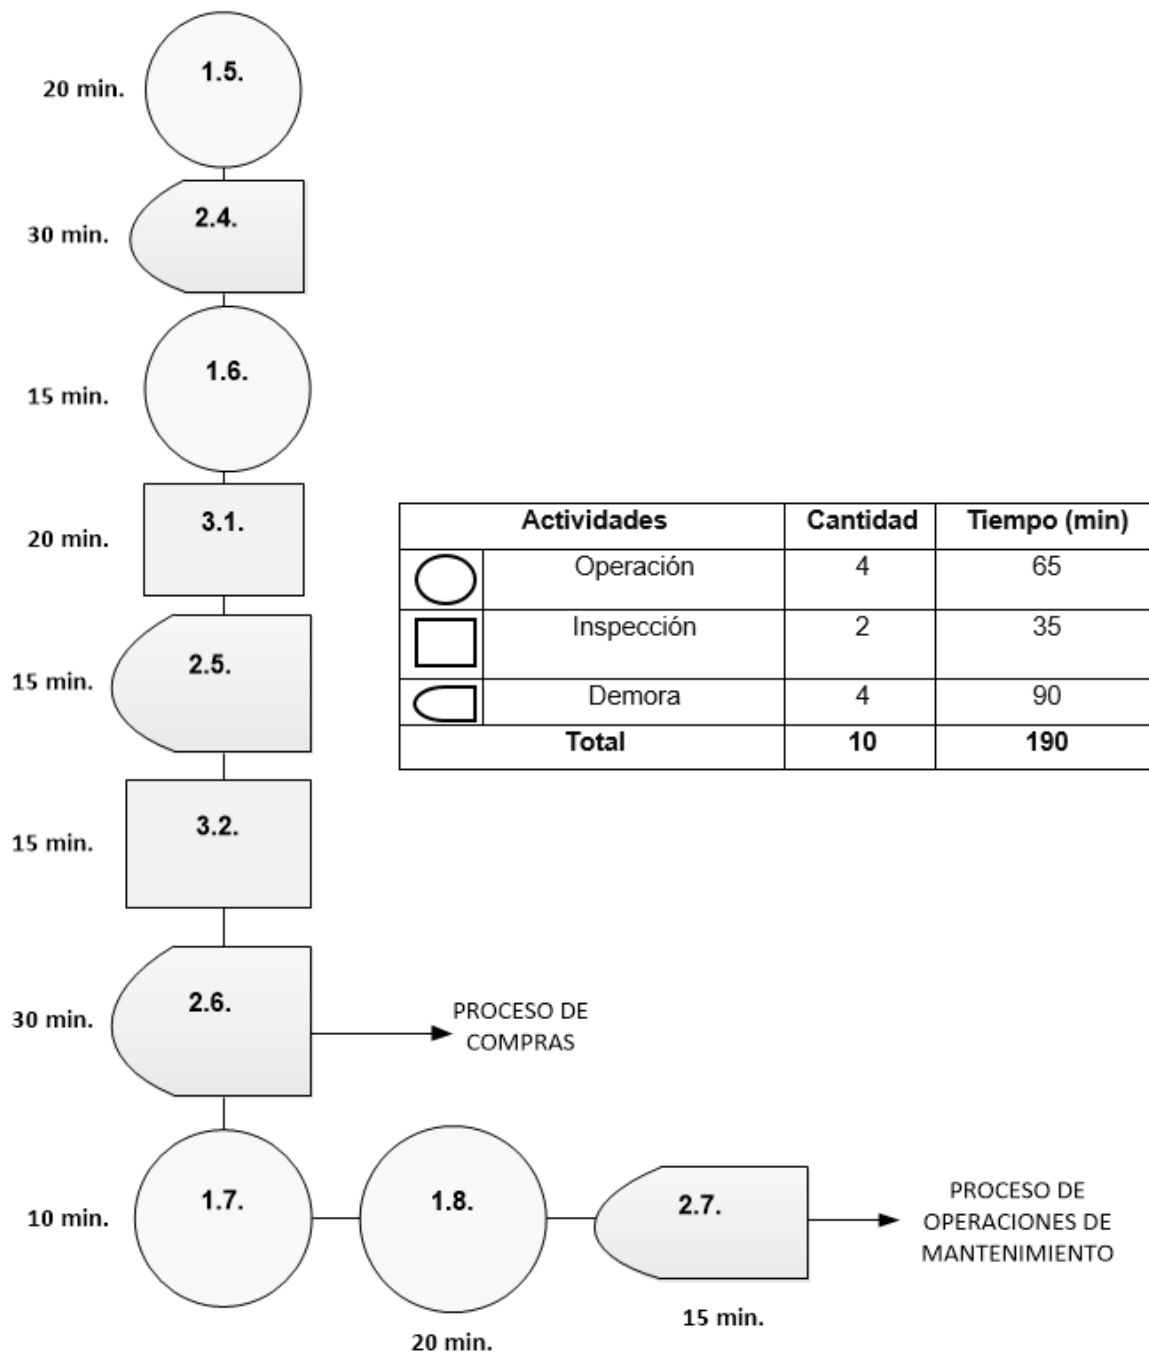 1.5.
20 min.
2.4.
30 min.
1.6.
15 min.
3.1.
20 min.
Actividades Cantidad Tiempo (min)
Operación 4 65
Inspección 2 35
Demora 4 90
Total 10 190
2.5.
15 min.
3.2.
15 min.
2.6.
30 min.
PROCESO DE
COMPRAS
1.7.
10 min.
1.8.
20 min.
2.7.
15 min.
PROCESO DE
OPERACIONES DE
MANTENIMIENTO